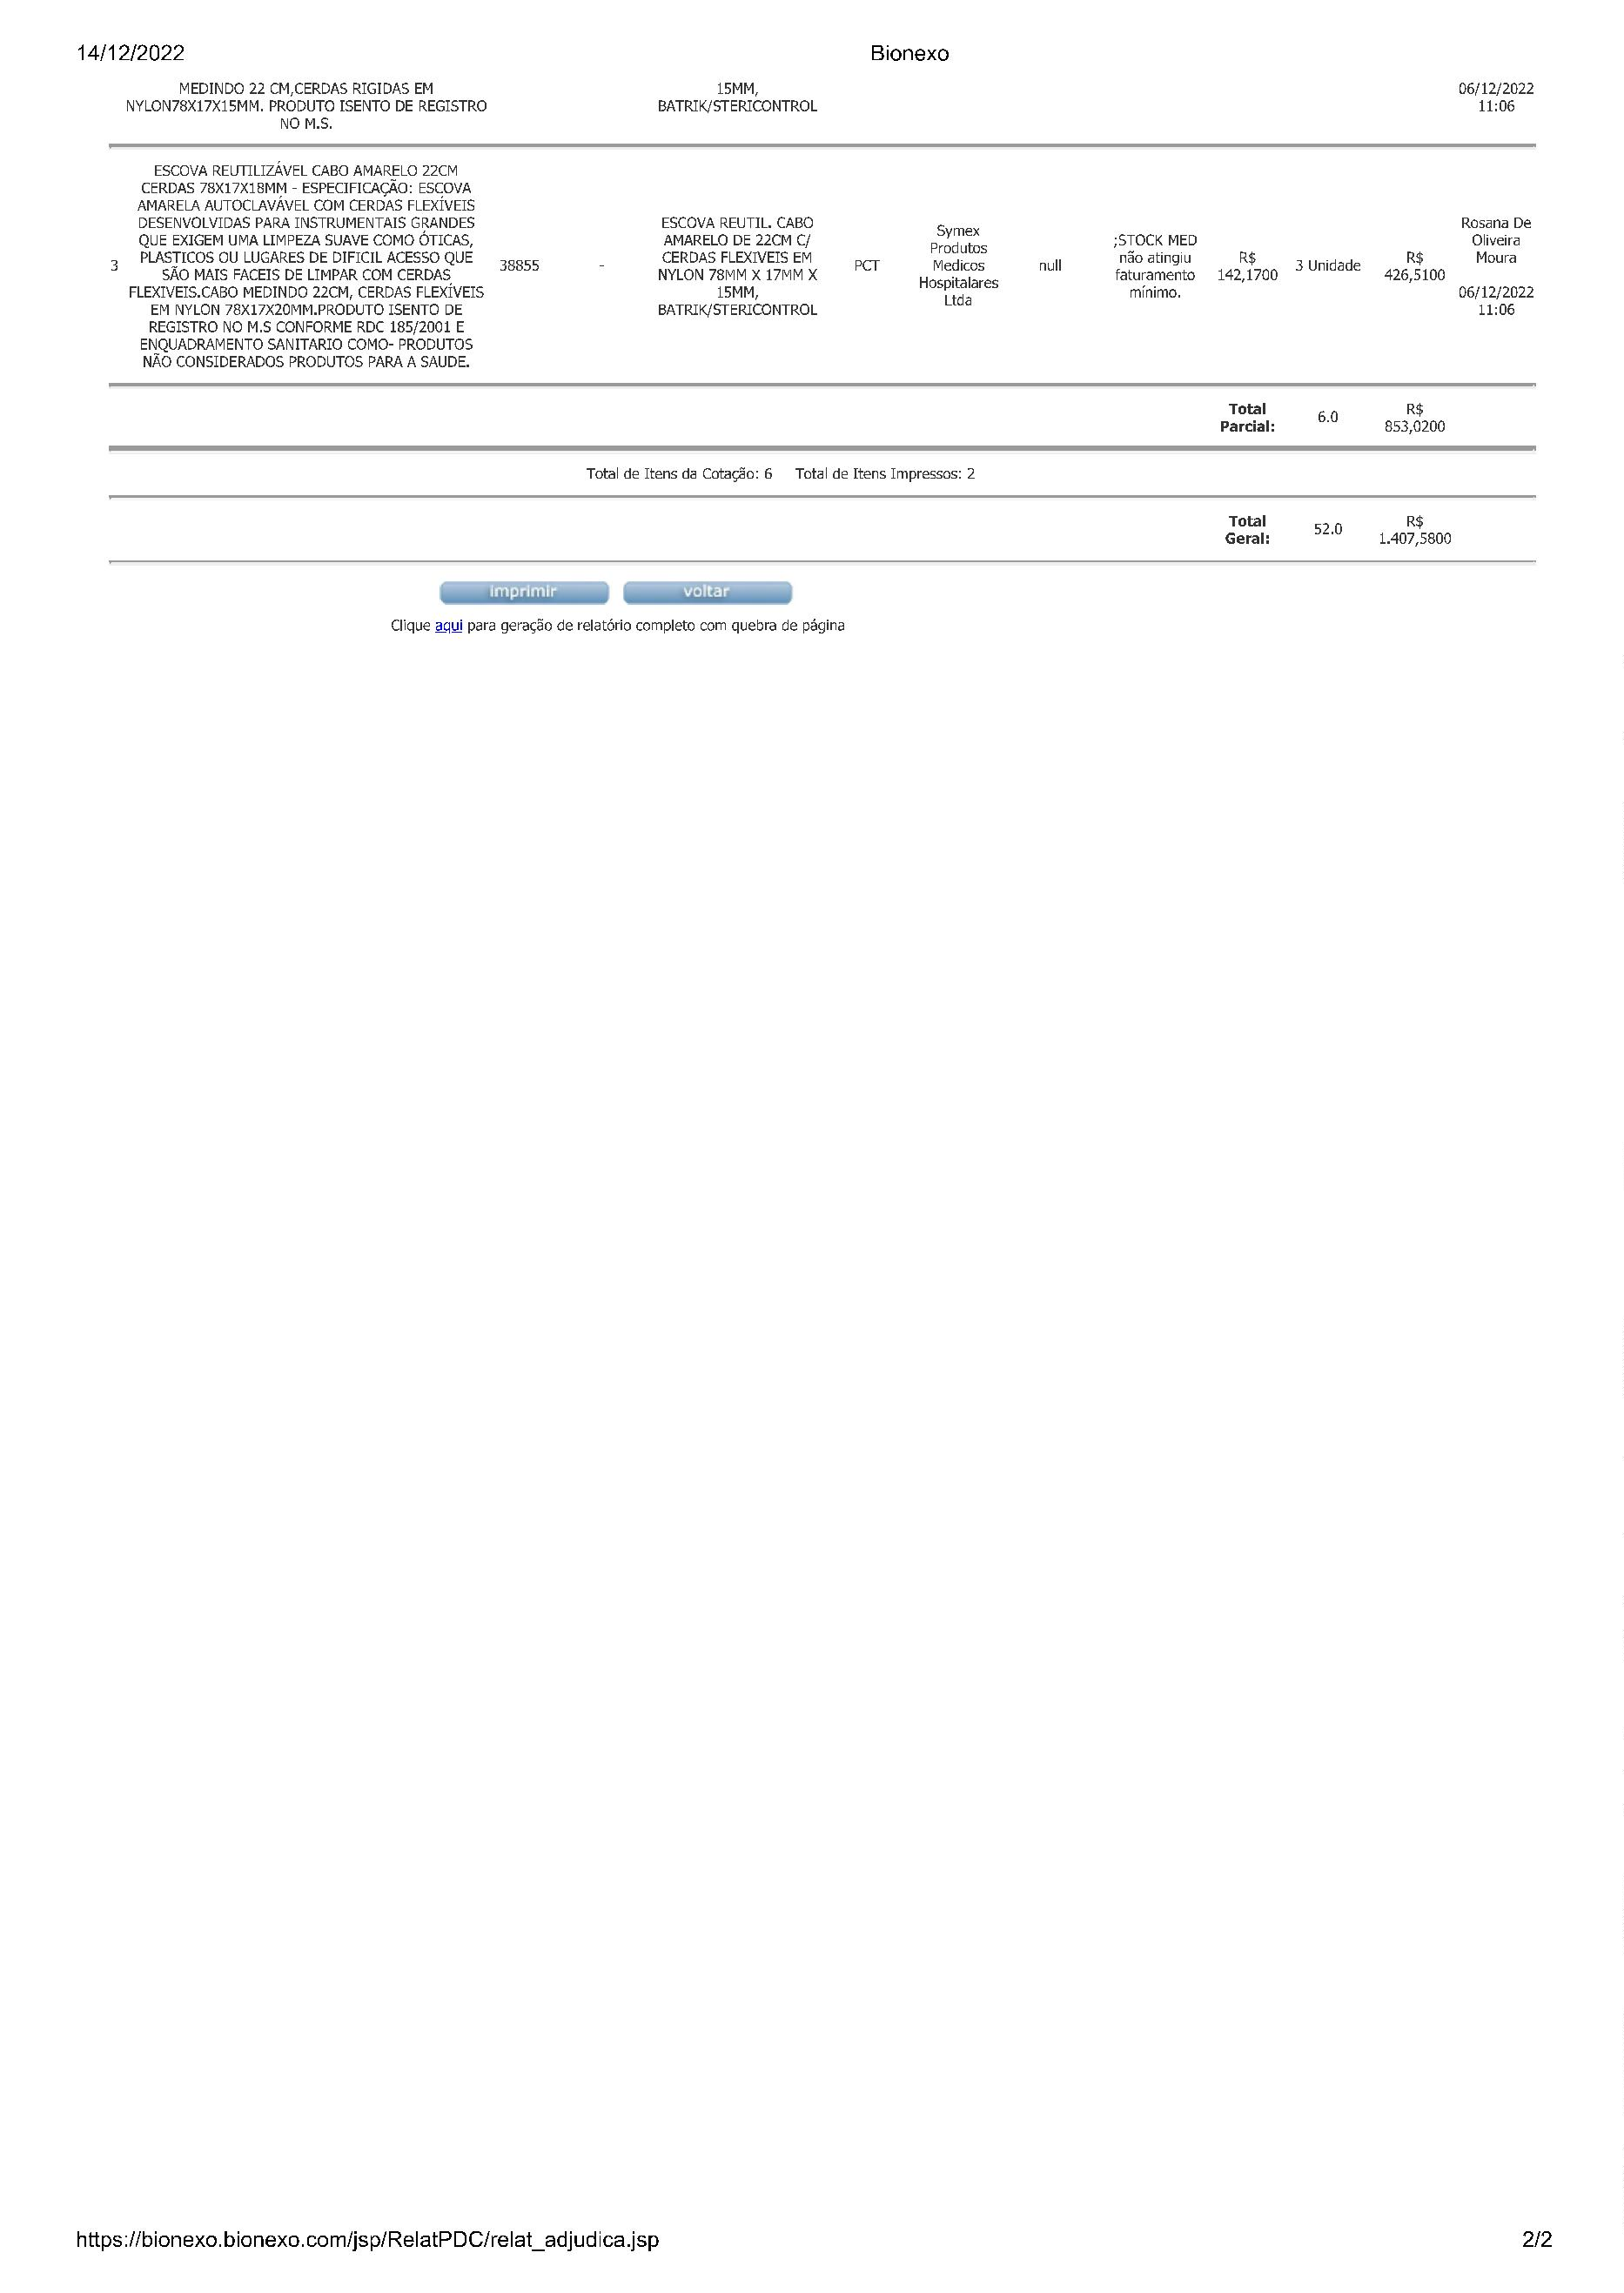 14/12/2022 Bionexo
MEDINDO 22 CM,CERDAS RIGIDAS EM
NYLON78X17X15MM. PRODUTO ISENTO DE REGISTRO
NO M.S.
15MM,
BATRIK/STERICONTROL
06/12/2022
11:06
3
ESCOVA REUTILIZÁVEL CABO AMARELO 22CM
CERDAS 78X17X18MM - ESPECIFICAÇÃO: ESCOVA
AMARELA AUTOCLAVÁVEL COM CERDAS FLEXÍVEIS
DESENVOLVIDAS PARA INSTRUMENTAIS GRANDES
QUE EXIGEM UMA LIMPEZA SUAVE COMO ÓTICAS,
PLASTICOS OU LUGARES DE DIFICIL ACESSO QUE
SÃO MAIS FACEIS DE LIMPAR COM CERDAS
FLEXIVEIS.CABO MEDINDO 22CM, CERDAS FLEXÍVEIS
EM NYLON 78X17X20MM.PRODUTO ISENTO DE
REGISTRO NO M.S CONFORME RDC 185/2001 E
ENQUADRAMENTO SANITARIO COMO- PRODUTOS
NÃO CONSIDERADOS PRODUTOS PARA A SAUDE.
38855
-
ESCOVA REUTIL. CABO
AMARELO DE 22CM C/
CERDAS FLEXIVEIS EM
NYLON 78MM X 17MM X
15MM,
BATRIK/STERICONTROL
PCT
Symex
Produtos
Medicos
Hospitalares
Ltda
null
;STOCK MED
não atingiu
faturamento
mínimo.
R$
142,1700
3 Unidade
R$
426,5100
Rosana De
Oliveira
Moura
06/12/2022
11:06
Total
Parcial:
6.0
R$
853,0200
Total de Itens da Cotação: 6 Total de Itens Impressos: 2
Total
Geral:
52.0
R$
1.407,5800
imprimir voltar
Clique aqui para geração de relatório completo com quebra de página
https://bionexo.bionexo.com/jsp/RelatPDC/relat_adjudica.jsp 2/2